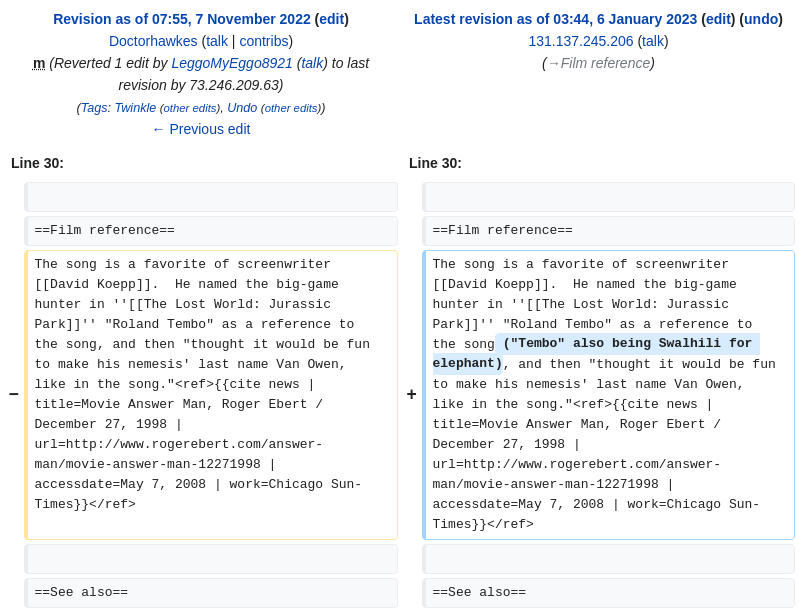 Revision as of 07:55, 7 November 2022 (edit)
Doctorhawkes (talk | contribs)
m (Reverted 1 edit by LeggoMyEggo8921 (talk) to last
revision by 73.246.209.63)
(Tags: Twinkle (other edits), Undo (other edits))
← Previous edit
Latest revision as of 03:44, 6 January 2023 (edit) (undo)
131.137.245.206 (talk)
(→Film reference)
Line 30:
Line 30:
==Film reference==
==Film reference==
−
The song is a favorite of screenwriter
[[David Koepp]].  He named the big-game
hunter in ''[[The Lost World: Jurassic
Park]]'' "Roland Tembo" as a reference to
the song, and then "thought it would be fun
to make his nemesis' last name Van Owen,
like in the song."<ref>{{cite news |
title=Movie Answer Man, Roger Ebert /
December 27, 1998 |
url=http://www.rogerebert.com/answer-
man/movie-answer-man-12271998 |
accessdate=May 7, 2008 | work=Chicago Sun-
Times}}</ref>
+
The song is a favorite of screenwriter
[[David Koepp]].  He named the big-game
hunter in ''[[The Lost World: Jurassic
Park]]'' "Roland Tembo" as a reference to
the song ("Tembo" also being Swalhili for
elephant), and then "thought it would be fun
to make his nemesis' last name Van Owen,
like in the song."<ref>{{cite news |
title=Movie Answer Man, Roger Ebert /
December 27, 1998 |
url=http://www.rogerebert.com/answer-
man/movie-answer-man-12271998 |
accessdate=May 7, 2008 | work=Chicago Sun-
Times}}</ref>
==See also==
==See also==